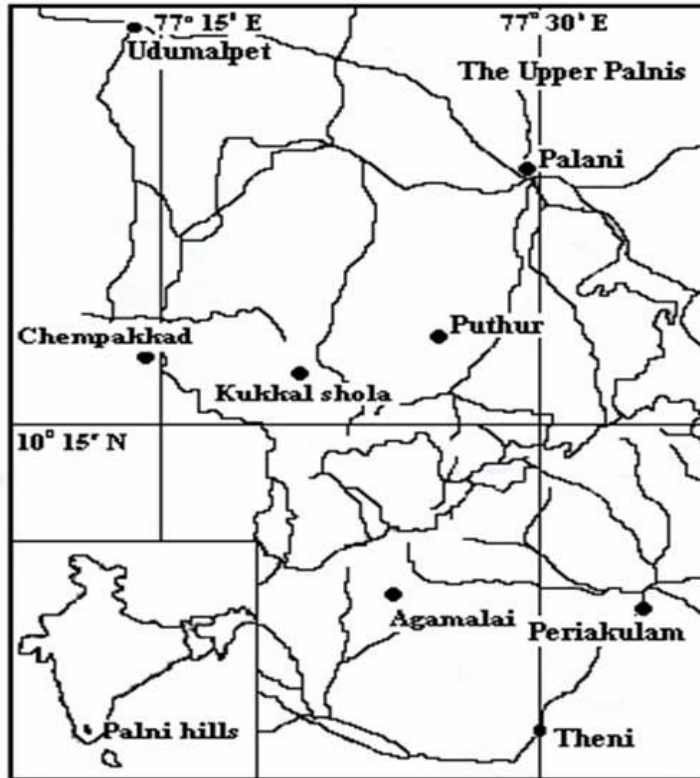 77° 15' E
77° 30' E
Udumalpet
The Upper Palnis
Palani
Chempakkad
Puthur
Kukkal shola
10° 15' N
Agamalai
Periakulam
Palni hills
Theni